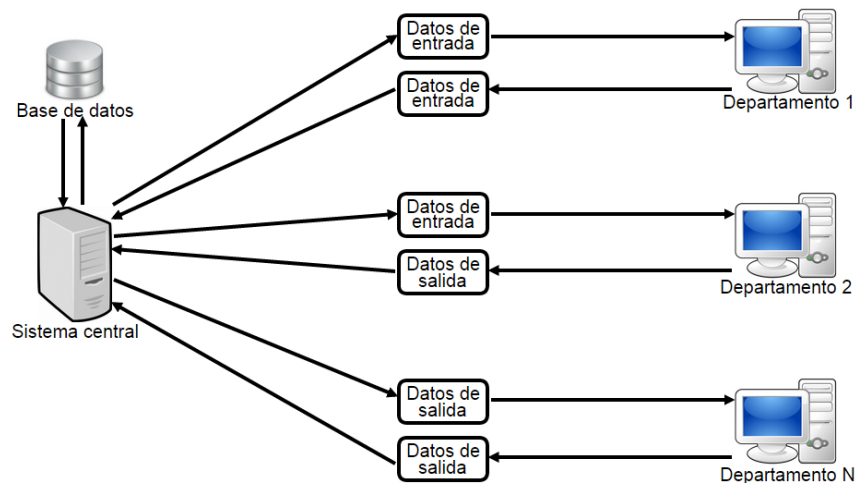 Datos de
entrada
Datos de
entrada
Departamento 1
Base de datos
Datos de
entrada
Datos de
salida
Departamento 2
Sistema central
Datos de
salida
Datos de
salida
Departamento N